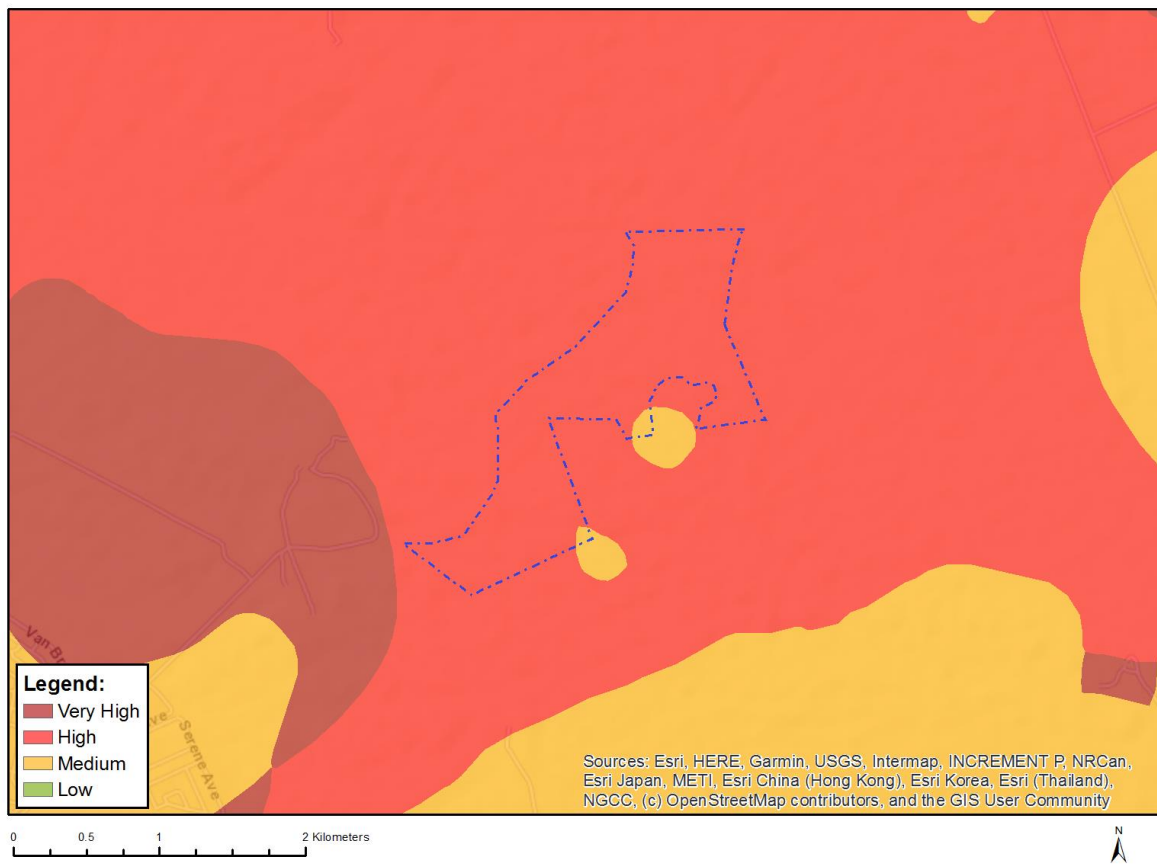 Van Br
ve
Serene Ave
Legend:
Very High
High
Medium
Low
Sources: Esri, HERE, Garmin, USGS, Intermap, INCREMENT P, NRCan,
Esri Japan, METI, Esri China (Hong Kong), Esri Korea, Esri (Thailand),
NGCC, (c) OpenStreetMap contributors, and the GIS User Community
0 0.5 1 2 Kilometers
N